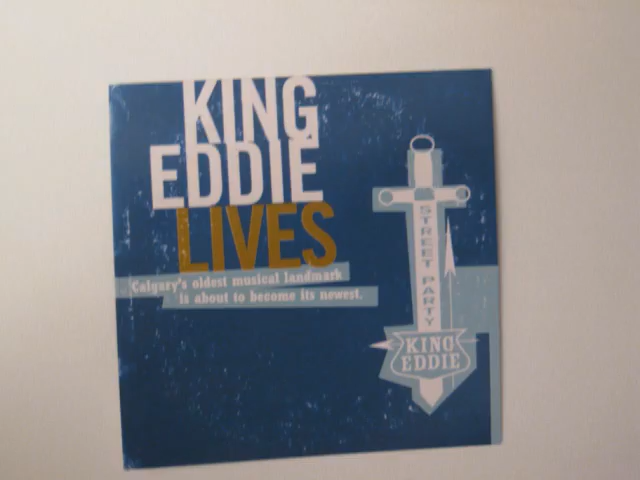 KING
EDDIE
LIVES
Calgary's oldest musical landmark
is about to become its newest.
STREET PARTY
KING
EDDIE